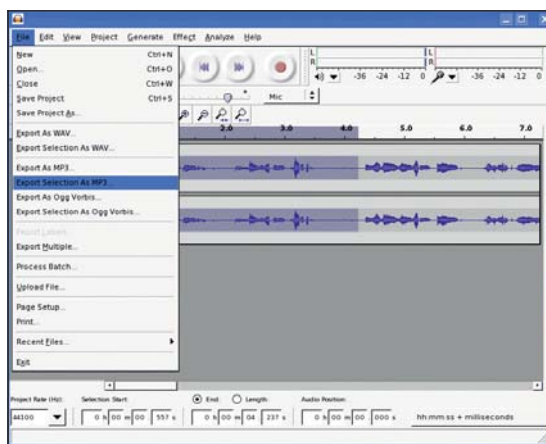 File Edit View Project Generate Effect Analyze Help
New Ctrl+N
Open... Ctrl+O
Close Ctrl+W
Save Project Ctrl+S
Save Project As...
Export As WAV...
Export Selection As WAV...
Export As MP3...
Export Selection As MP3...
Export As Ogg Vorbis...
Export Selection As Ogg Vorbis...
Export Labels...
Export Multiple...
Process Batch...
Upload File...
Page Setup...
Print...
Recent Files...
Exit
L
R
-36 -24 -12 0
L
R
-36 -24 -12 0
Mic
2.0 3.0 4.0 5.0 6.0 7.0
Project Rate (Hz): Selection Start: End Length: Audio Position:
44100 0 h 00 m 00 557 s 0 h 00 m 04 237 s 0 h 00 m 00 000 s hh:mm:ss + milliseconds